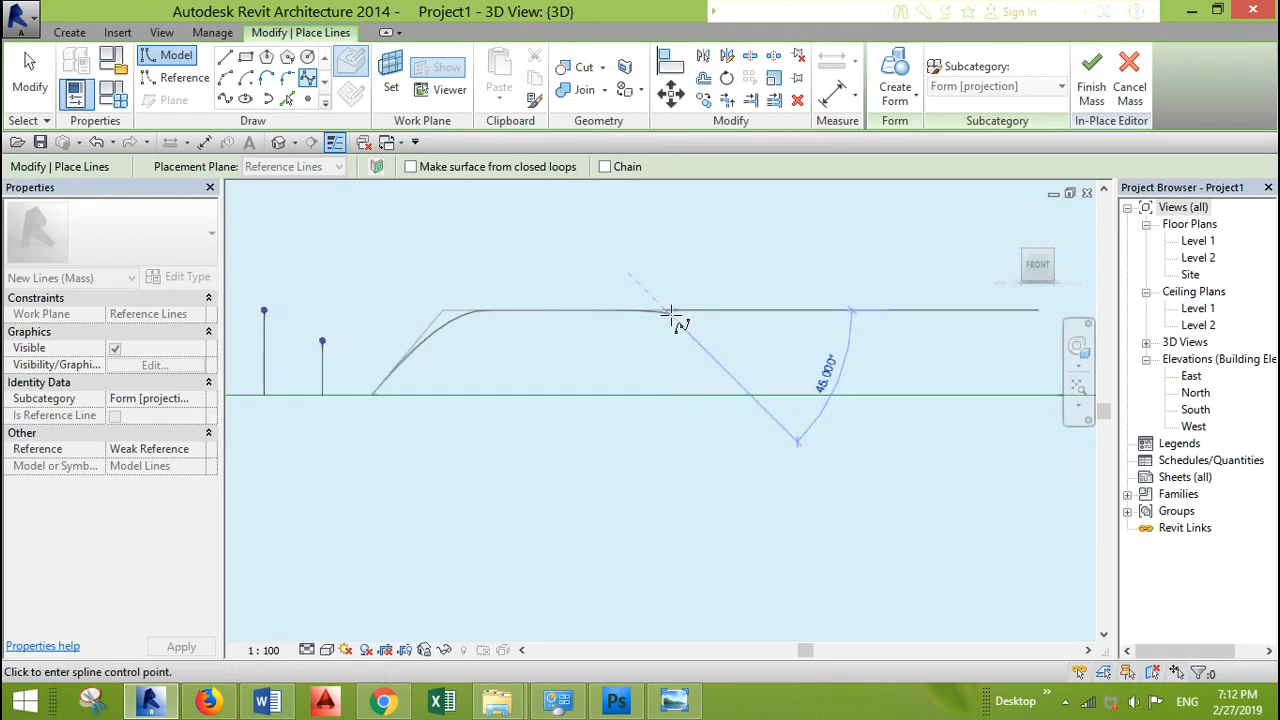 Autodesk Revit Architecture 2014 - Project1 - 3D View: {3D}
Sign In
Create Insert View Manage Modify | Place Lines
Modify
Model
Reference
Plane
Set
Show
Viewer
Paste
Cut
Join
Create Form
Subcategory:
Form [projection]
Finish Mass
Cancel Mass
Select Properties Draw Work Plane Clipboard Geometry Modify Measure Form Subcategory In-Place Editor
Modify | Place Lines Placement Plane: Reference Lines Make surface from closed loops Chain
Properties
New Lines (Mass) Edit Type
Constraints
Work Plane Reference Lines
Graphics
Visible
Visibility/Graphi... Edit...
Identity Data
Subcategory Form [projecti...
Is Reference Line
Other
Reference Weak Reference
Model or Symb... Model Lines
Properties help Apply
FRONT
45.000°
1 : 100
Project Browser - Project1
Views (all)
Floor Plans
Level 1
Level 2
Site
Ceiling Plans
Level 1
Level 2
3D Views
Elevations (Building Ele
East
North
South
West
Legends
Schedules/Quantities
Sheets (all)
Families
Groups
Revit Links
Click to enter spline control point.
:0
Desktop
ENG
7:12 PM
2/27/2019